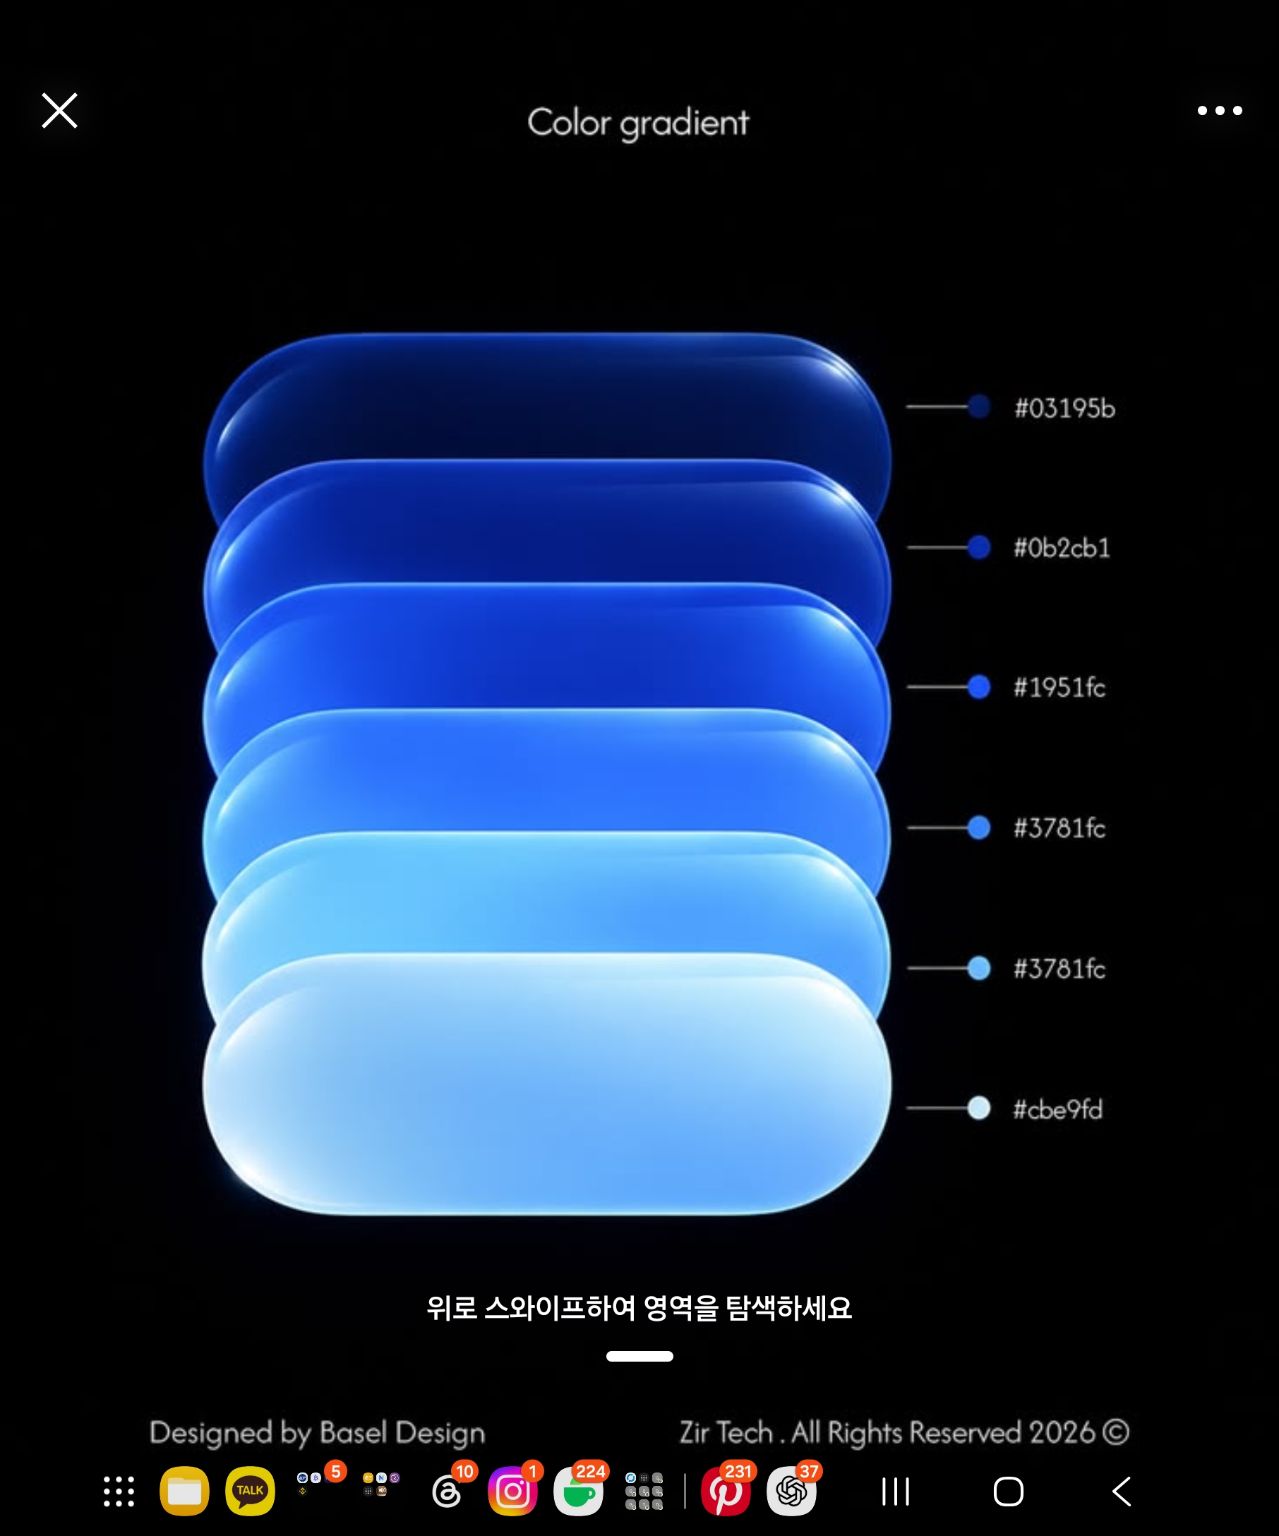 Color gradient
#03195b
#0b2cb1
#1951fc
#3781fc
#3781fc
#cbe9fd
위로 스와이프하여 영역을 탐색하세요
Designed by Basel Design
Zir Tech . All Rights Reserved 2026 ©
TALK
5
10
1
224
231
37